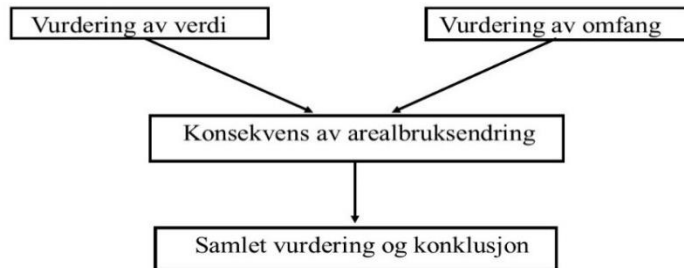 Vurdering av verdi
Vurdering av omfang
Konsekvens av arealbruksendring
Samlet vurdering og konklusjon